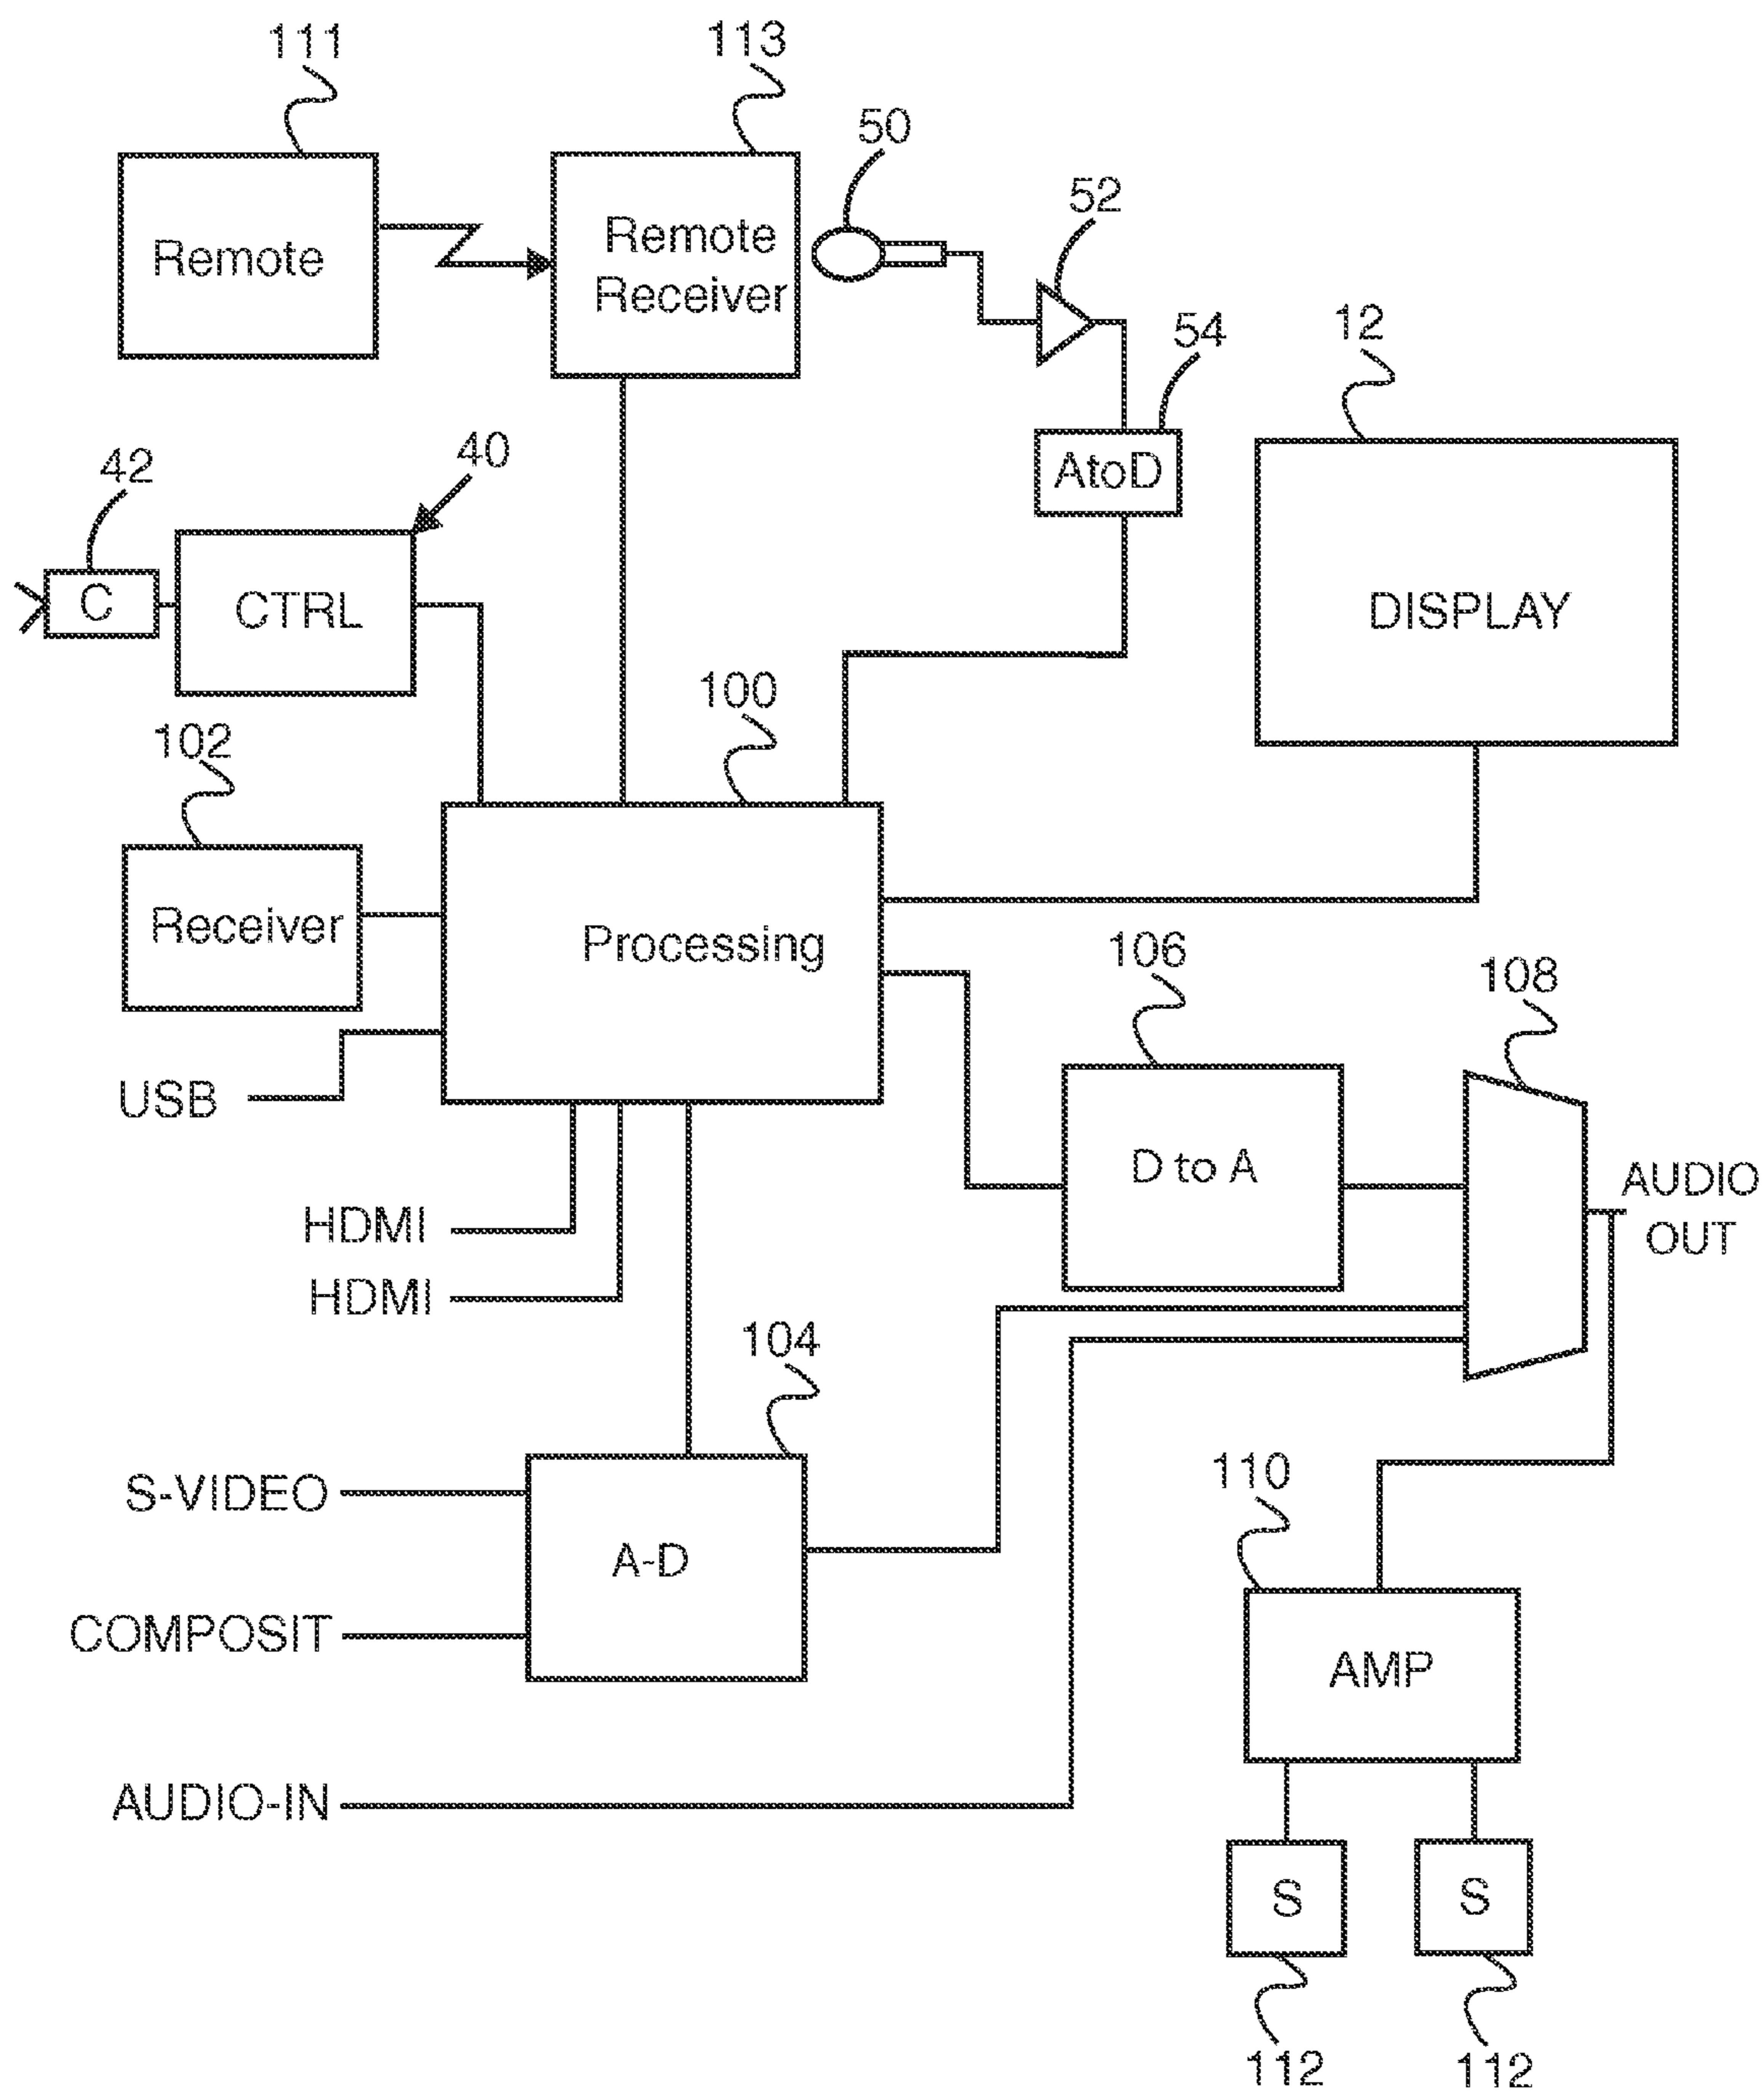 111
113
50
52
Remote
Remote
Receiver
54
12
AtoD
40
42
C
CTRL
DISPLAY
100
102
Receiver
Processing
106
108
USB
D to A
AUDIO
OUT
HDMI
HDMI
104
110
S-VIDEO
A-D
COMPOSIT
AMP
AUDIO-IN
S
S
112
112